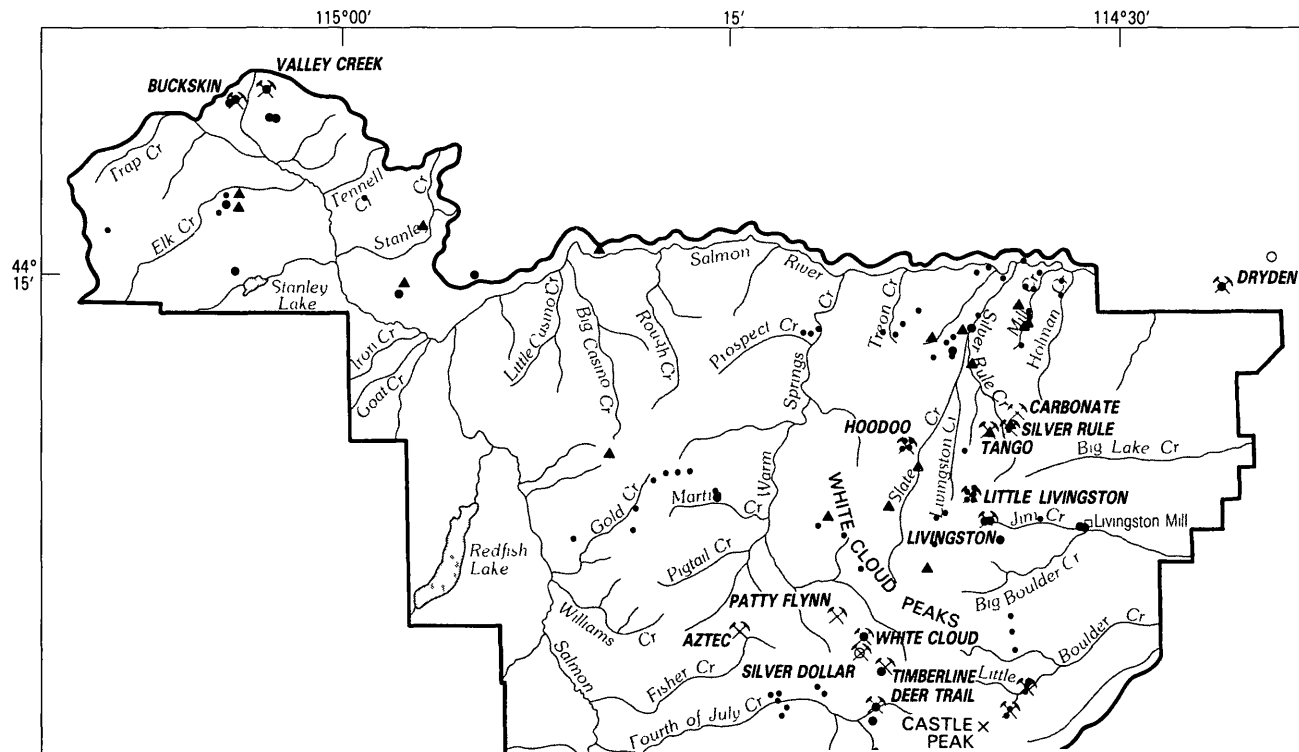 115°00'
15'
114°30'
VALLEY CREEK
BUCKSKIN
Trap Cr
Tennell
Cr
Cr
Elk Cr
Stanley
44°
15'
Stanley
Lake
Salmon
River
DRYDEN
Iron Cr
Goat Cr
Little Casino Cr
Big Casino Cr
Rough Cr
Prospect Cr
Cr
Springs
Warm
Treon Cr
Silver
Rule Cr
Mill
Cr
Holman
Cr
CARBONATE
SILVER RULE
TANGO
HOODOO
Slate
Cr
Livingston Cr
Big Lake Cr
LITTLE LIVINGSTON
Gold Cr
Martin
Cr
WHITE CLOUD
PEAKS
LIVINGSTON
Jim Cr
Livingston Mill
Redfish
Lake
Pigtail Cr
Big Boulder Cr
PATTY FLYNN
Williams
Cr
AZTEC
WHITE CLOUD
Boulder
Cr
Little
Salmon
Fisher Cr
SILVER DOLLAR
TIMBERLINE
DEER TRAIL
Fourth of July Cr
CASTLE
PEAK